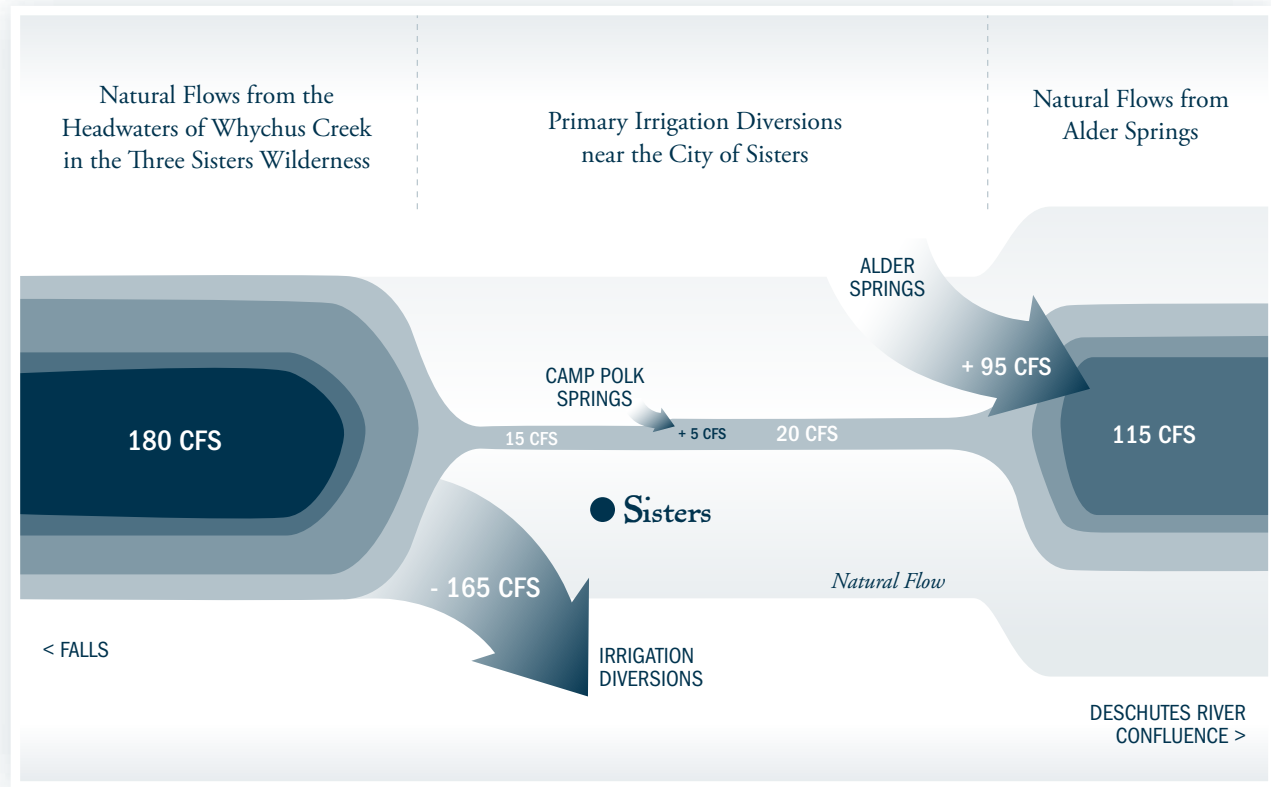 Natural Flows from the
Headwaters of Whychus Creek
in the Three Sisters Wilderness
Primary Irrigation Diversions
near the City of Sisters
Natural Flows from
Alder Springs
ALDER
SPRINGS
+ 95 CFS
CAMP POLK
SPRINGS
180 CFS
15 CFS
+ 5 CFS
20 CFS
115 CFS
Sisters
- 165 CFS
Natural Flow
< FALLS
IRRIGATION
DIVERSIONS
DESCHUTES RIVER
CONFLUENCE >